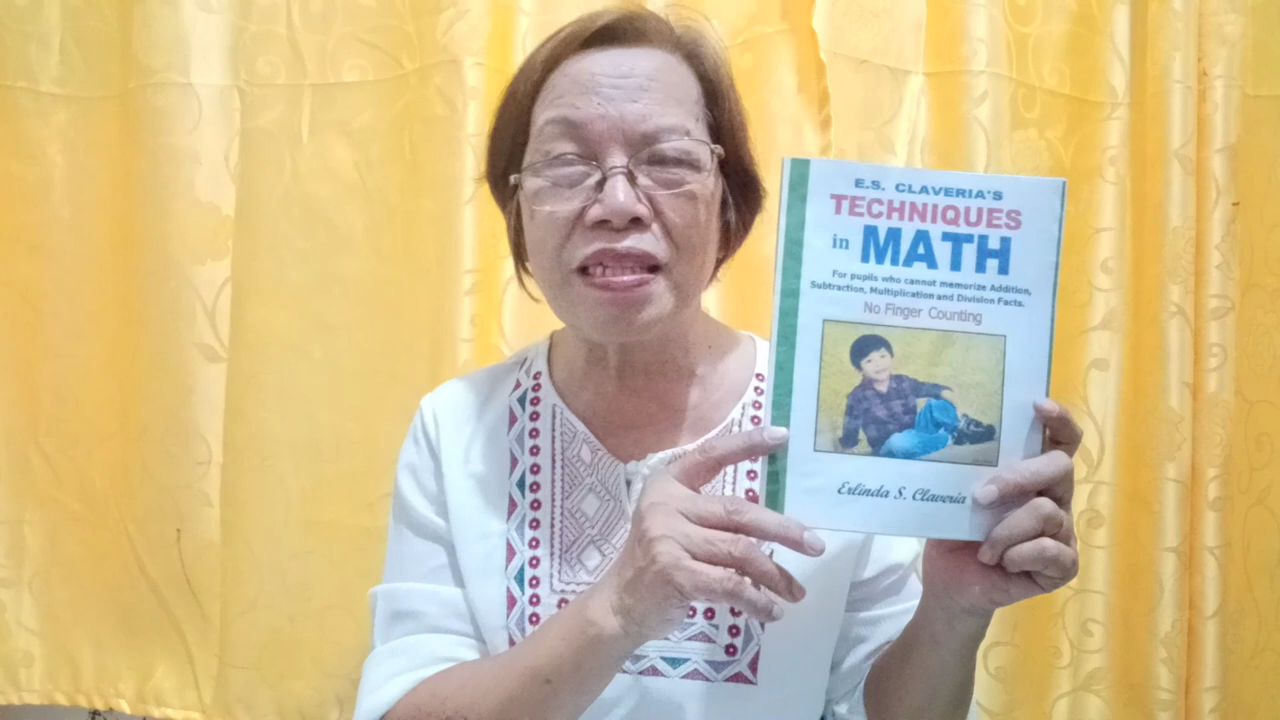 E.S. CLAVERIA'S
TECHNIQUES
in MATH
For pupils who cannot memorize Addition,
Subtraction, Multiplication and Division Facts.
No Finger Counting
Erlinda S. Claveria